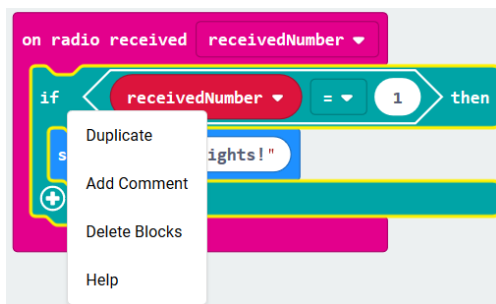 on radio received receivedNumber
if receivedNumber = 1 then
Duplicate
s ights!"
Add Comment
Delete Blocks
Help